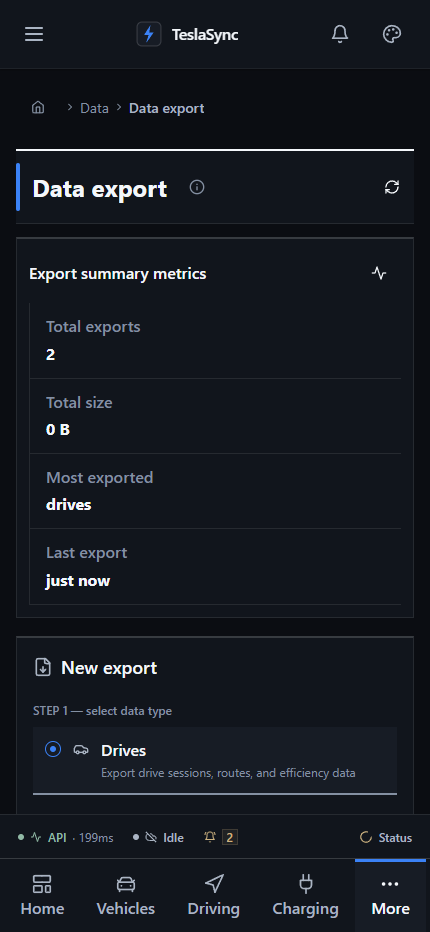 TeslaSync
Data
Data export
Data export
Export summary metrics
Total exports
2
Total size
0 B
Most exported
drives
Last export
just now
New export
STEP 1 — select data type
Drives
Export drive sessions, routes, and efficiency data
API · 199ms Idle 2 Status
Home Vehicles Driving Charging More